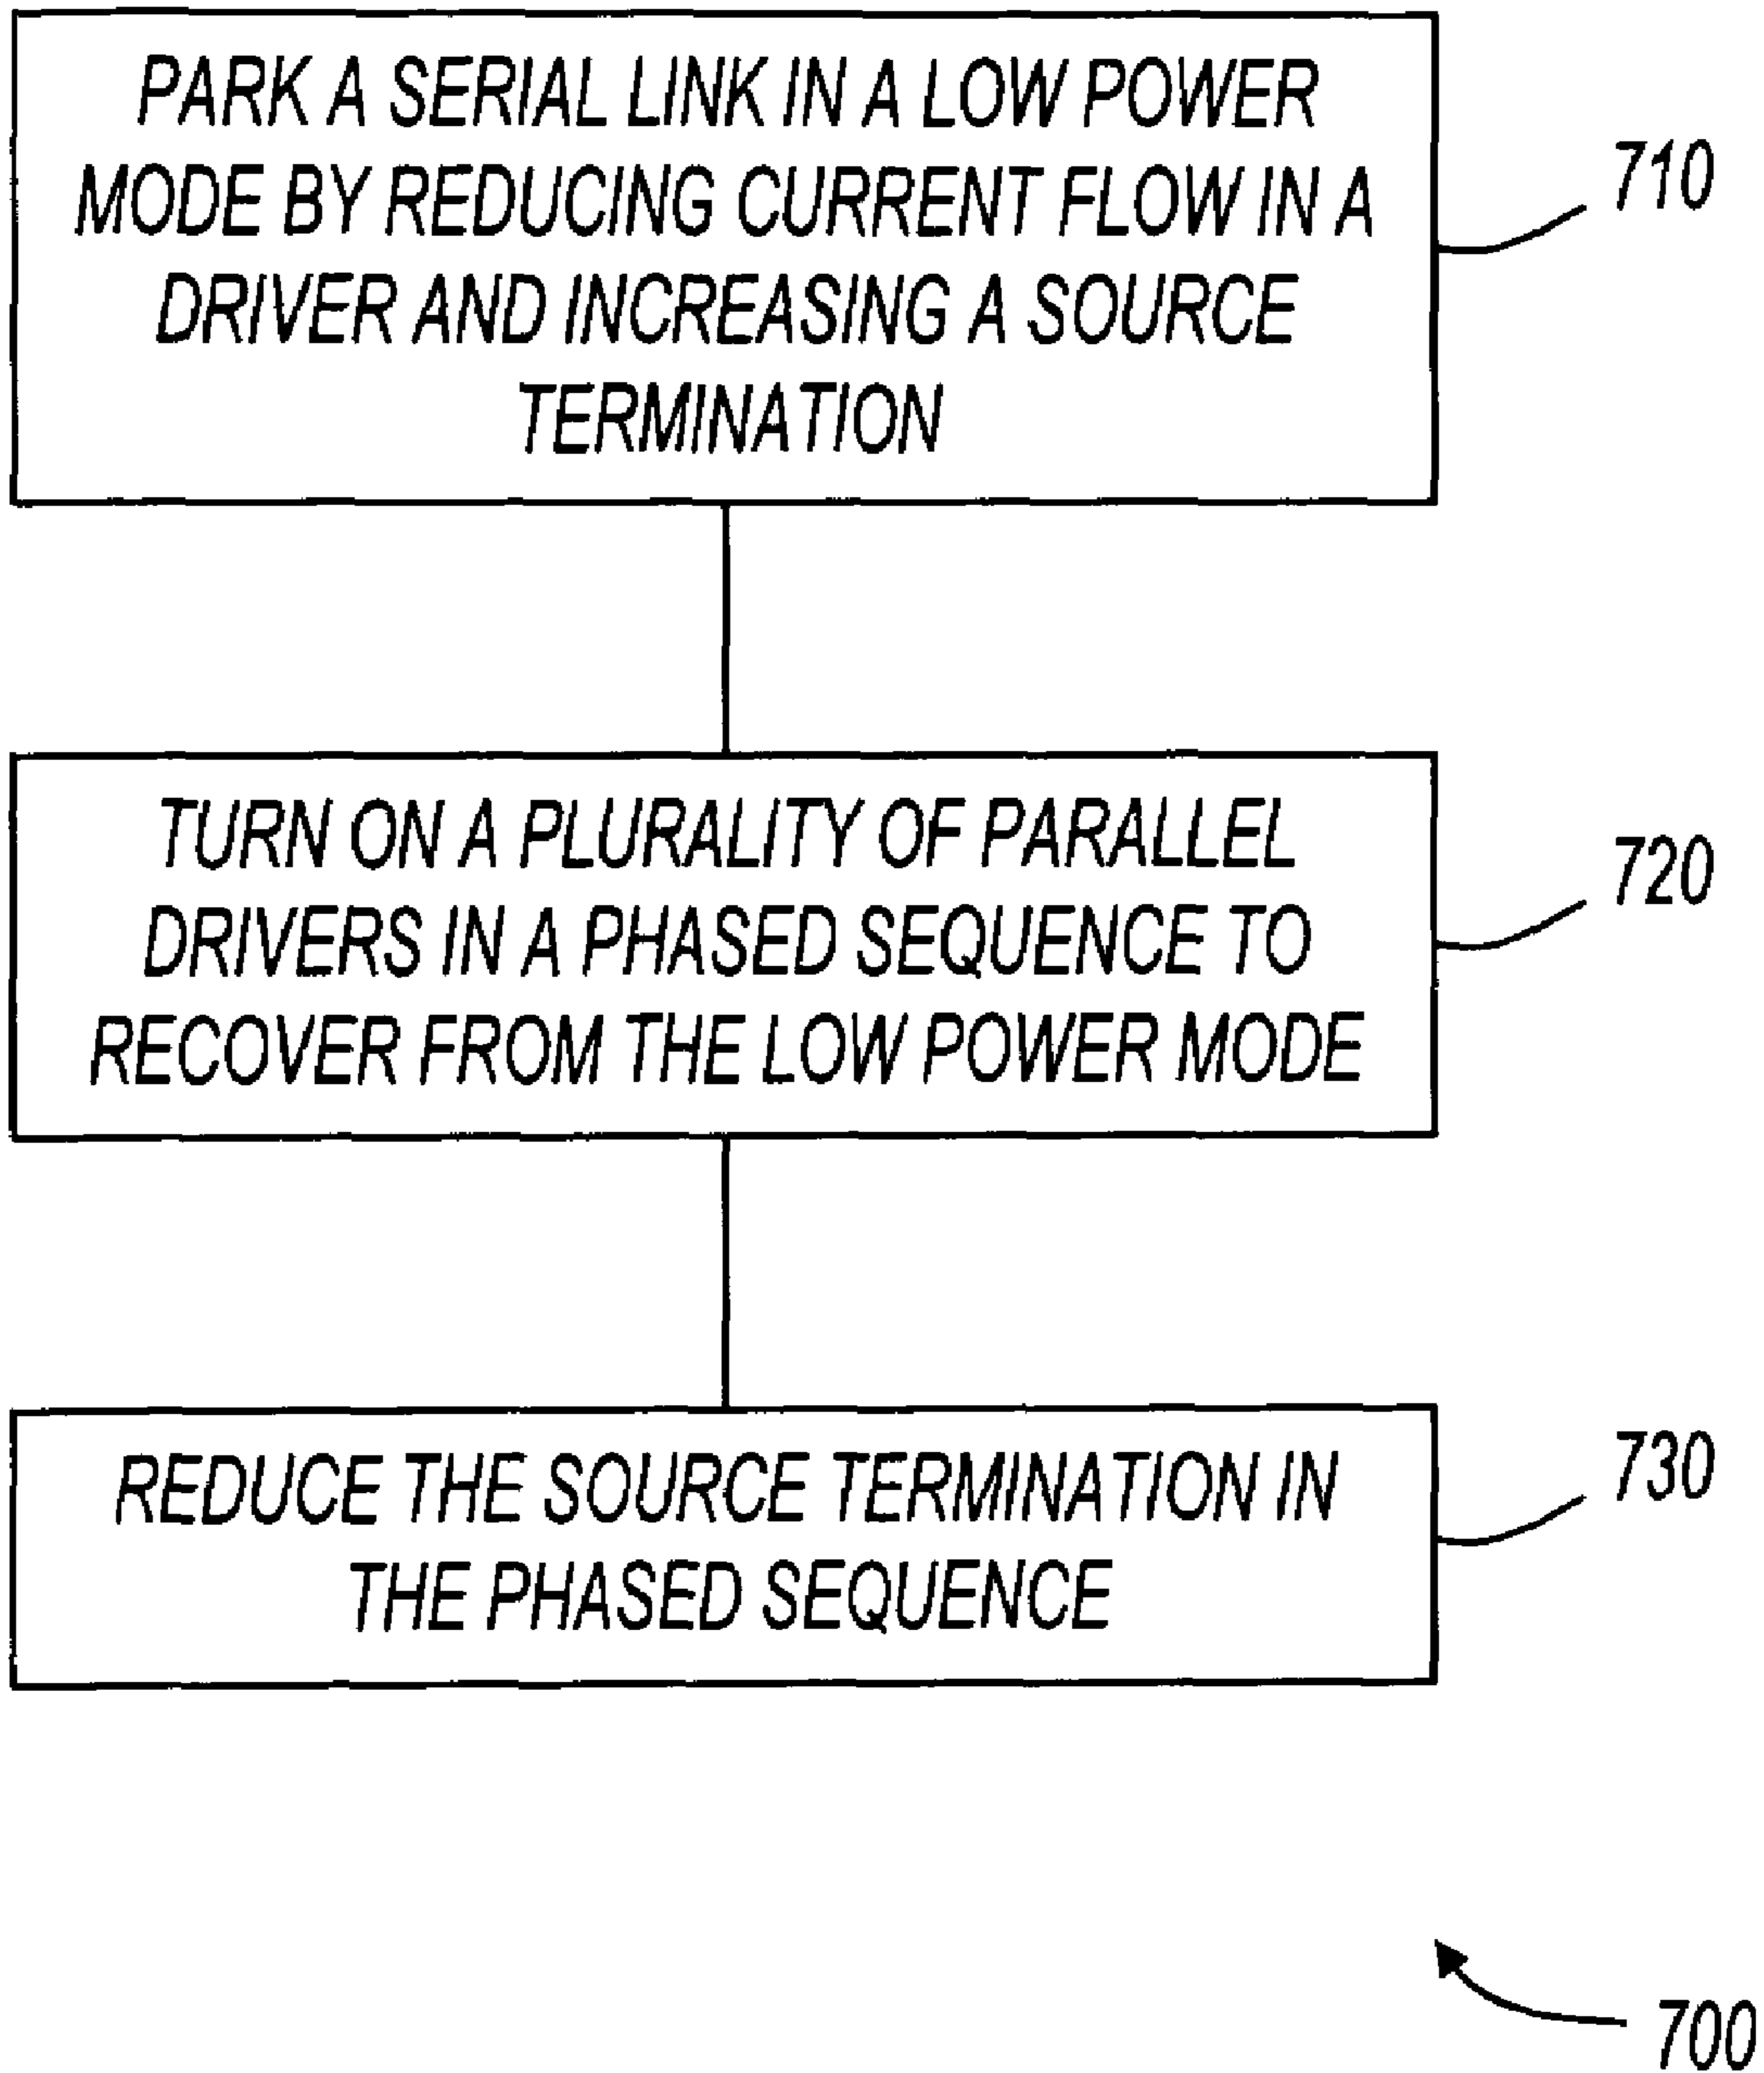 PARK A SERIAL LINK IN A LOW POWER
MODE BY REDUCING CURRENT FLOW IN A
DRIVER AND INCREASING A SOURCE
TERMINATION
710
TURN ON A PLURALITY OF PARALLEL
DRIVERS IN A PHASED SEQUENCE TO
RECOVER FROM THE LOW POWER MODE
720
REDUCE THE SOURCE TERMINATION IN
THE PHASED SEQUENCE
730
700